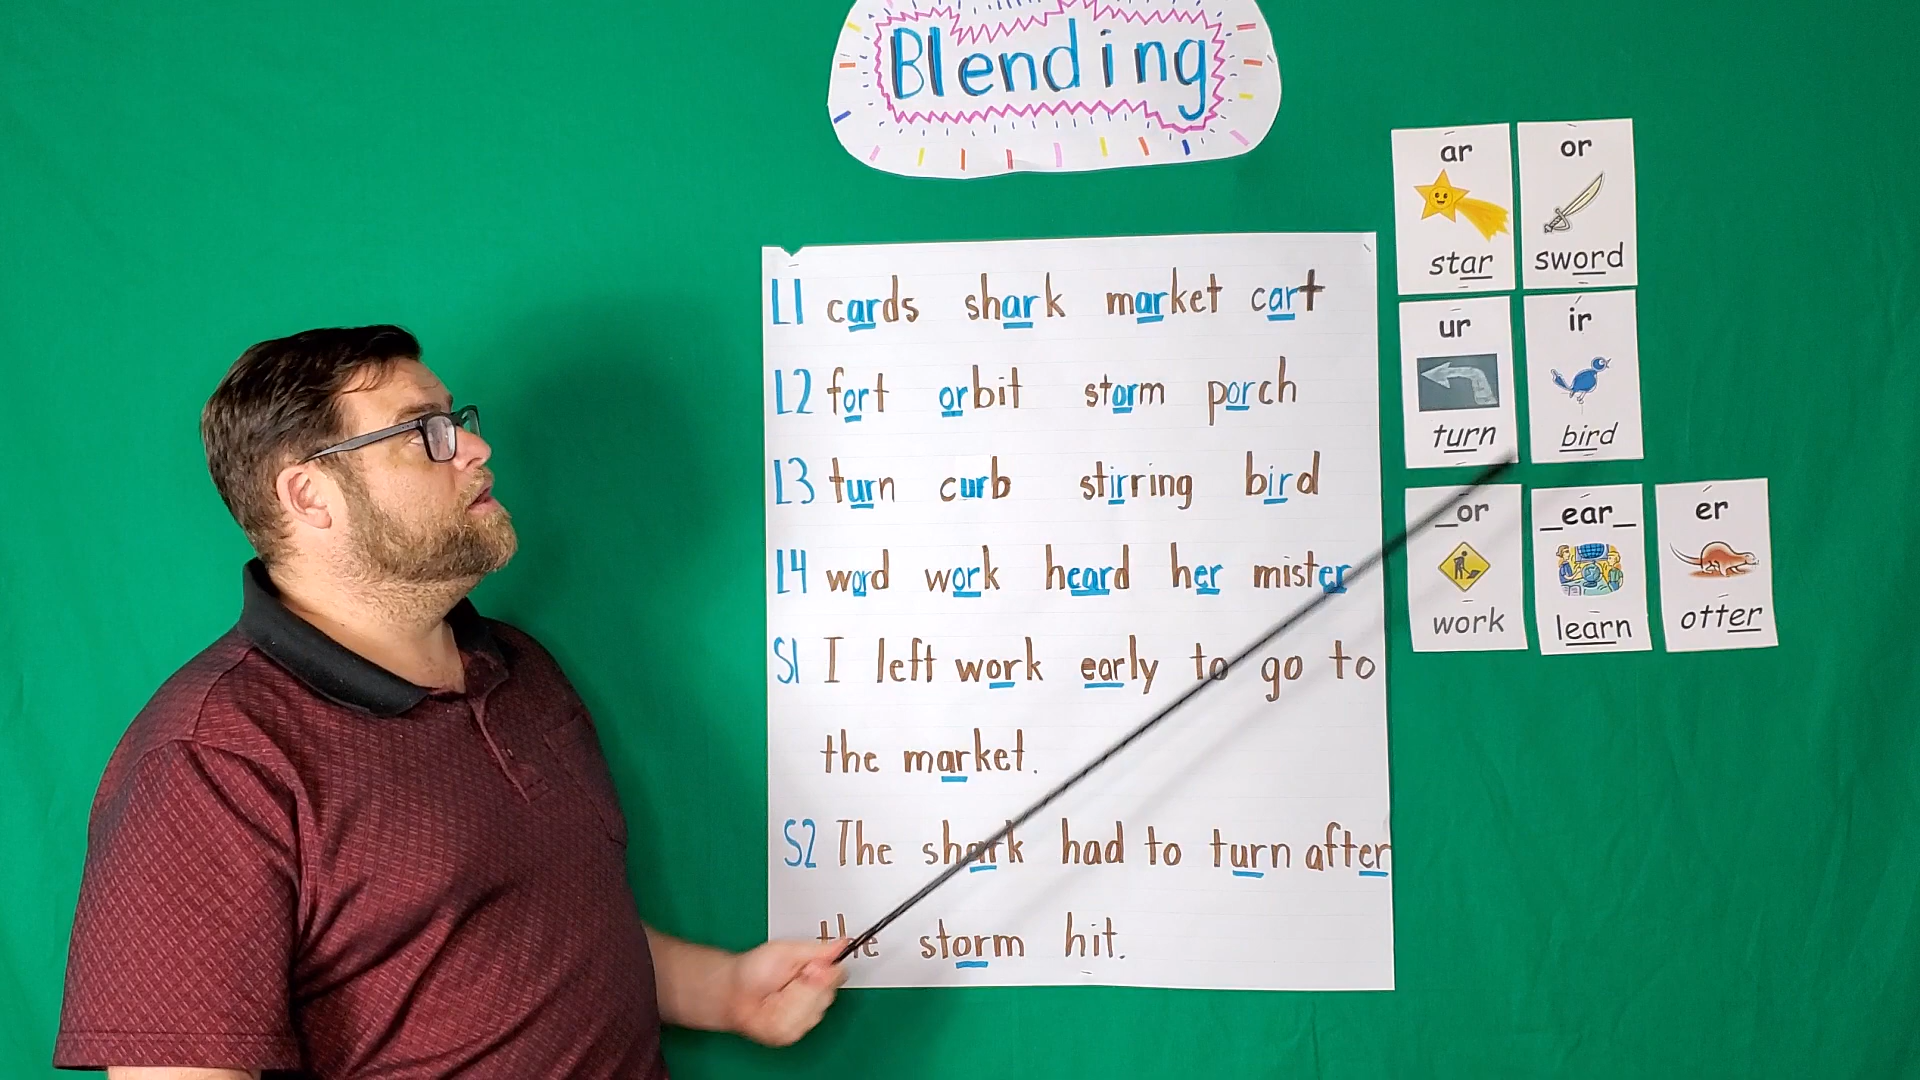 Blending
L1 cards shark market cart
L2 fort orbit storm porch
L3 turn curb stirring bird
L4 word work heard her mister
S1 I left work early to go to
the market.
S2 The shark had to turn after
the storm hit.
ar
star
or
sword
ur
turn
ir
bird
_or
work
_ear_
learn
er
otter